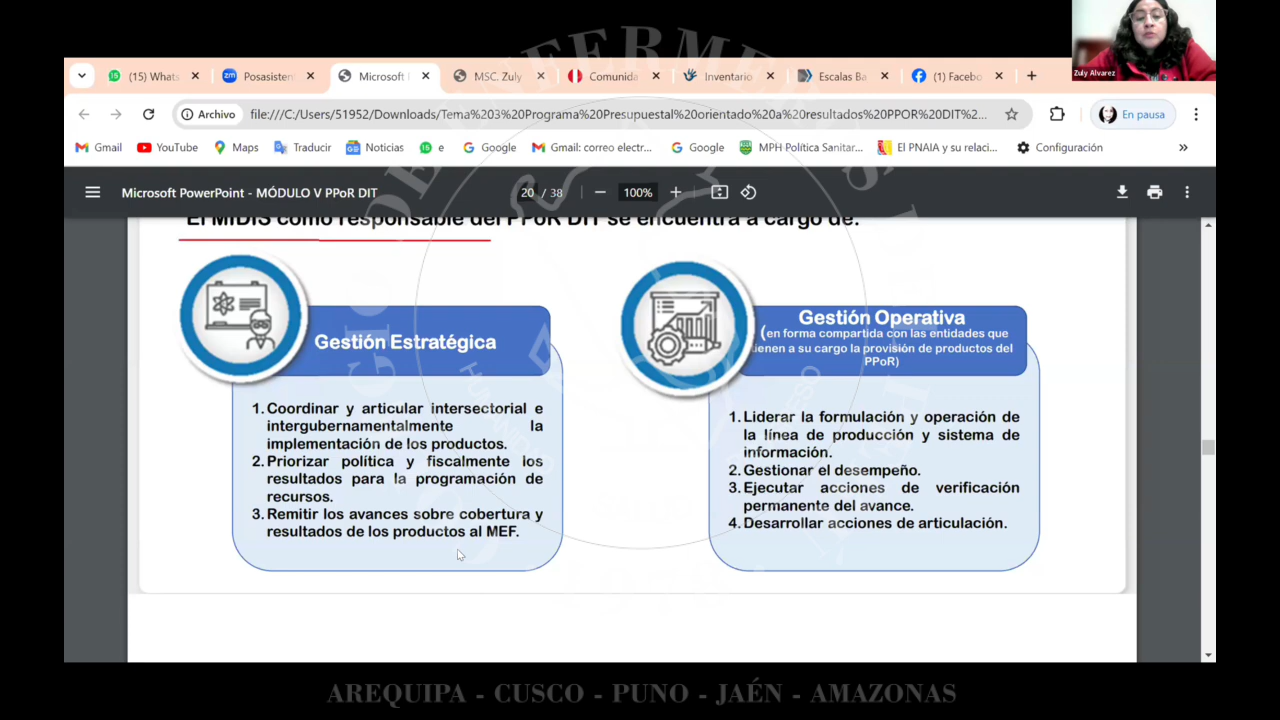 Zuly Alvarez
(15) Whats
Posasisten
Microsoft
MSC. Zuly
Comunida
Inventario
Escalas Ba
(1) Facebo
Archivo
file:///C:/Users/51952/Downloads/Tema%203%20Programa%20Presupuestal%20orientado%20a%20resultados%20PPOR%20DIT%2...
En pausa
Gmail
YouTube
Maps
Traducir
Noticias
e
Google
Gmail: correo electr...
Google
MPH Política Sanitar...
El PNAIA y su relaci...
Configuración
Microsoft PowerPoint - MÓDULO V PPoR DIT
20 / 38
100%
El MIDIS como responsable del PPoR DIT se encuentra a cargo de:
Gestión Estratégica
1. Coordinar y articular intersectorial e
intergubernamentalmente la
implementación de los productos.
2. Priorizar política y fiscalmente los
resultados para la programación de
recursos.
3. Remitir los avances sobre cobertura y
resultados de los productos al MEF.
Gestión Operativa
(en forma compartida con las entidades que
ienen a su cargo la provisión de productos del
PPoR)
1. Liderar la formulación y operación de
la línea de producción y sistema de
información.
2. Gestionar el desempeño.
3. Ejecutar acciones de verificación
permanente del avance.
4. Desarrollar acciones de articulación.
AREQUIPA - CUSCO - PUNO - JAÉN - AMAZONAS